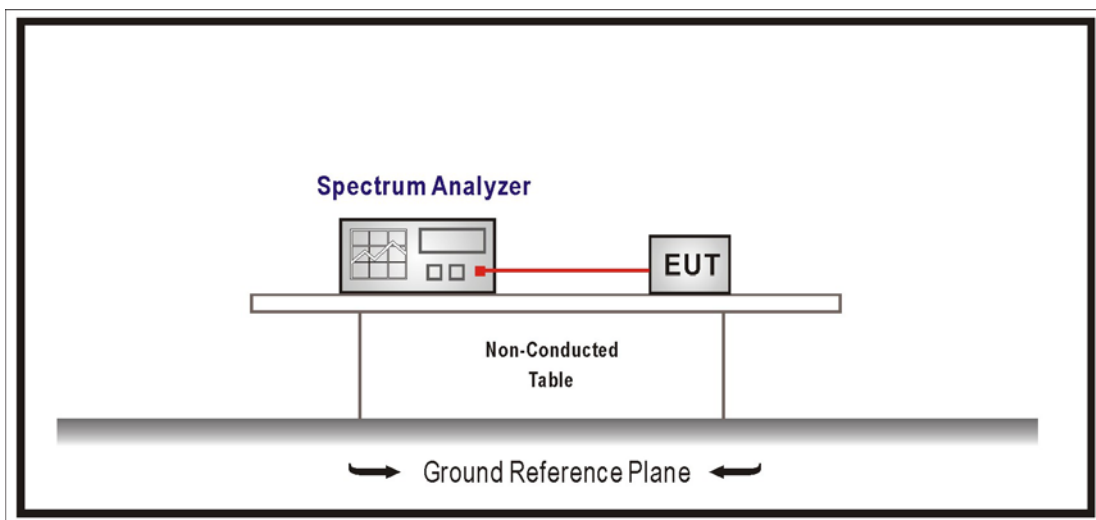 Spectrum Analyzer
EUT
Non-Conducted
Table
Ground Reference Plane